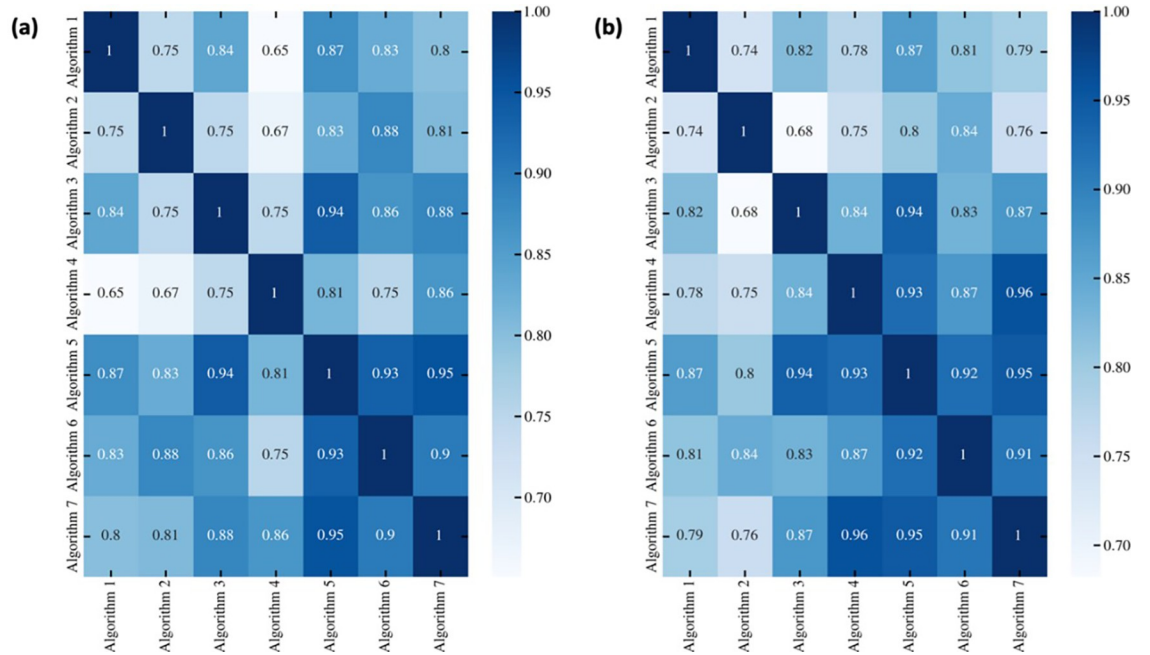 (a)
Algorithm 1 1 0.75 0.84 0.65 0.87 0.83 0.8
Algorithm 2 0.75 1 0.75 0.67 0.83 0.88 0.81
Algorithm 3 0.84 0.75 1 0.75 0.94 0.86 0.88
Algorithm 4 0.65 0.67 0.75 1 0.81 0.75 0.86
Algorithm 5 0.87 0.83 0.94 0.81 1 0.93 0.95
Algorithm 6 0.83 0.88 0.86 0.75 0.93 1 0.9
Algorithm 7 0.8 0.81 0.88 0.86 0.95 0.9 1
Algorithm 1 Algorithm 2 Algorithm 3 Algorithm 4 Algorithm 5 Algorithm 6 Algorithm 7
1.00
0.95
0.90
0.85
0.80
0.75
0.70
(b)
Algorithm 1 1 0.74 0.82 0.78 0.87 0.81 0.79
Algorithm 2 0.74 1 0.68 0.75 0.8 0.84 0.76
Algorithm 3 0.82 0.68 1 0.84 0.94 0.83 0.87
Algorithm 4 0.78 0.75 0.84 1 0.93 0.87 0.96
Algorithm 5 0.87 0.8 0.94 0.93 1 0.92 0.95
Algorithm 6 0.81 0.84 0.83 0.87 0.92 1 0.91
Algorithm 7 0.79 0.76 0.87 0.96 0.95 0.91 1
Algorithm 1 Algorithm 2 Algorithm 3 Algorithm 4 Algorithm 5 Algorithm 6 Algorithm 7
1.00
0.95
0.90
0.85
0.80
0.75
0.70